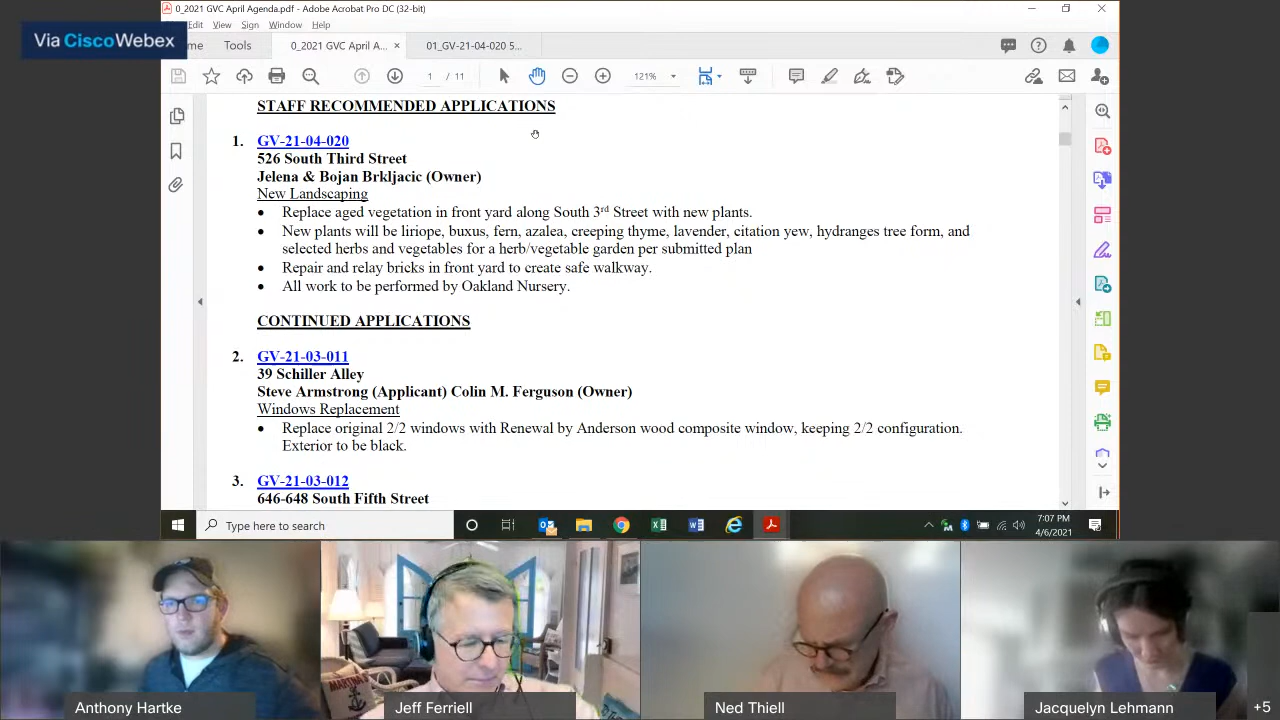 0_2021 GVC April Agenda.pdf - Adobe Acrobat Pro DC (32-bit)
Edit View Sign Window Help
Via CiscoWebex
me Tools 0_2021 GVC April A... × 01_GV-21-04-020 5...
1 / 11 121%
STAFF RECOMMENDED APPLICATIONS
1. GV-21-04-020
526 South Third Street
Jelena & Bojan Brkljacic (Owner)
New Landscaping
• Replace aged vegetation in front yard along South 3rd Street with new plants.
• New plants will be liriope, buxus, fern, azalea, creeping thyme, lavender, citation yew, hydranges tree form, and
selected herbs and vegetables for a herb/vegetable garden per submitted plan
• Repair and relay bricks in front yard to create safe walkway.
• All work to be performed by Oakland Nursery.
CONTINUED APPLICATIONS
2. GV-21-03-011
39 Schiller Alley
Steve Armstrong (Applicant) Colin M. Ferguson (Owner)
Windows Replacement
• Replace original 2/2 windows with Renewal by Anderson wood composite window, keeping 2/2 configuration.
Exterior to be black.
3. GV-21-03-012
646-648 South Fifth Street
Type here to search
7:07 PM
4/6/2021
Anthony Hartke
Jeff Ferriell
Ned Thiell
Jacquelyn Lehmann
+5